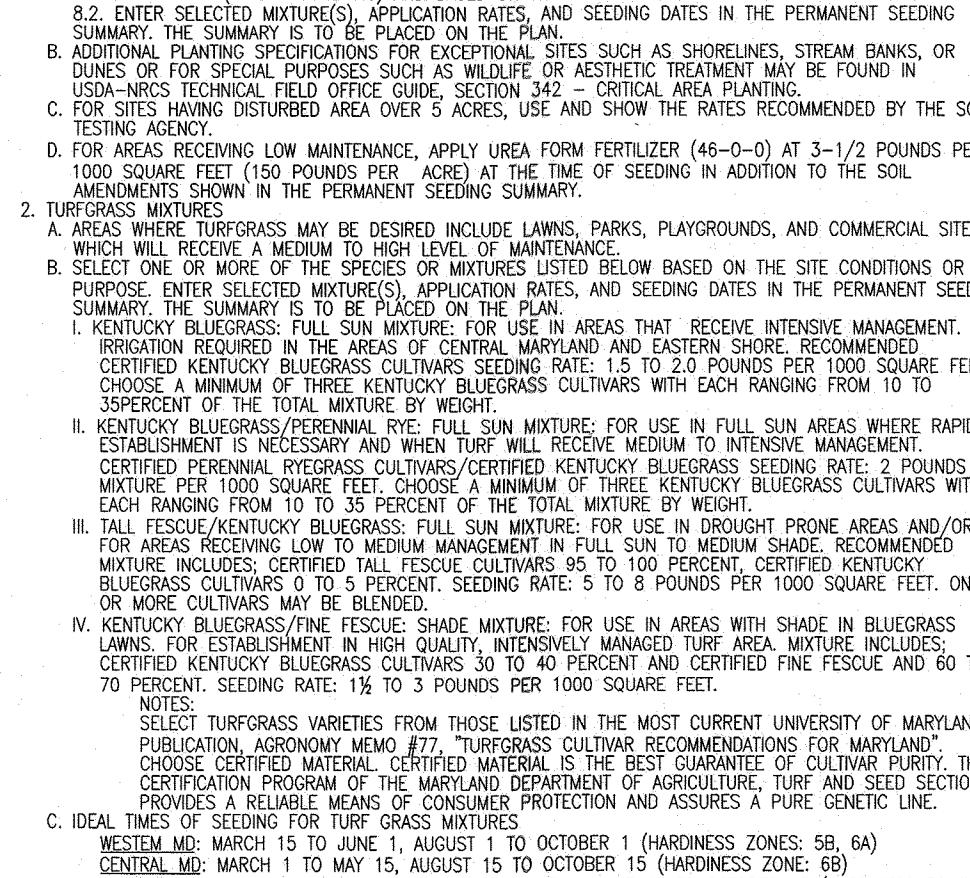 8.2. ENTER SELECTED MIXTURE(S), APPLICATION RATES, AND SEEDING DATES IN THE PERMANENT SEEDING
SUMMARY. THE SUMMARY IS TO BE PLACED ON THE PLAN.
B. ADDITIONAL PLANTING SPECIFICATIONS FOR EXCEPTIONAL SITES SUCH AS SHORELINES, STREAM BANKS, OR
DUNES OR FOR SPECIAL PURPOSES SUCH AS WILDLIFE OR AESTHETIC TREATMENT MAY BE FOUND IN
USDA-NRCS TECHNICAL FIELD OFFICE GUIDE, SECTION 342 - CRITICAL AREA PLANTING.
C. FOR SITES HAVING DISTURBED AREA OVER 5 ACRES, USE AND SHOW THE RATES RECOMMENDED BY THE
TESTING AGENCY.
D. FOR AREAS RECEIVING LOW MAINTENANCE, APPLY UREA FORM FERTILIZER (46-0-0) AT 3-1/2 POUNDS PE
1000 SQUARE FEET (150 POUNDS PER ACRE) AT THE TIME OF SEEDING IN ADDITION TO THE SOIL
AMENDMENTS SHOWN IN THE PERMANENT SEEDING SUMMARY.
2. TURFGRASS MIXTURES
A. AREAS WHERE TURFGRASS MAY BE DESIRED INCLUDE LAWNS, PARKS, PLAYGROUNDS, AND COMMERCIAL SITE
WHICH WILL RECEIVE A MEDIUM TO HIGH LEVEL OF MAINTENANCE.
B. SELECT ONE OR MORE OF THE SPECIES OR MIXTURES LISTED BELOW BASED ON THE SITE CONDITIONS OR
PURPOSE. ENTER SELECTED MIXTURE(S), APPLICATION RATES, AND SEEDING DATES IN THE PERMANENT SEED
SUMMARY. THE SUMMARY IS TO BE PLACED ON THE PLAN.
I. KENTUCKY BLUEGRASS: FULL SUN MIXTURE: FOR USE IN AREAS THAT RECEIVE INTENSIVE MANAGEMENT.
IRRIGATION REQUIRED IN THE AREAS OF CENTRAL MARYLAND AND EASTERN SHORE. RECOMMENDED
CERTIFIED KENTUCKY BLUEGRASS CULTIVARS SEEDING RATE: 1.5 TO 2.0 POUNDS PER 1000 SQUARE FEE
CHOOSE A MINIMUM OF THREE KENTUCKY BLUEGRASS CULTIVARS WITH EACH RANGING FROM 10 TO
35PERCENT OF THE TOTAL MIXTURE BY WEIGHT.
II. KENTUCKY BLUEGRASS/PERENNIAL RYE: FULL SUN MIXTURE: FOR USE IN FULL SUN AREAS WHERE RAPID
ESTABLISHMENT IS NECESSARY AND WHEN TURF WILL RECEIVE MEDIUM TO INTENSIVE MANAGEMENT.
CERTIFIED PERENNIAL RYEGRASS CULTIVARS/CERTIFIED KENTUCKY BLUEGRASS SEEDING RATE: 2 POUNDS
MIXTURE PER 1000 SQUARE FEET. CHOOSE A MINIMUM OF THREE KENTUCKY BLUEGRASS CULTIVARS WIT
EACH RANGING FROM 10 TO 35 PERCENT OF THE TOTAL MIXTURE BY WEIGHT.
III. TALL FESCUE/KENTUCKY BLUEGRASS: FULL SUN MIXTURE: FOR USE IN DROUGHT PRONE AREAS AND/OR
FOR AREAS RECEIVING LOW TO MEDIUM MANAGEMENT IN FULL SUN TO MEDIUM SHADE. RECOMMENDED
MIXTURE INCLUDES; CERTIFIED TALL FESCUE CULTIVARS 95 TO 100 PERCENT, CERTIFIED KENTUCKY
BLUEGRASS CULTIVARS 0 TO 5 PERCENT. SEEDING RATE: 5 TO 8 POUNDS PER 1000 SQUARE FEET. ON
OR MORE CULTIVARS MAY BE BLENDED.
IV. KENTUCKY BLUEGRASS/FINE FESCUE: SHADE MIXTURE: FOR USE IN AREAS WITH SHADE IN BLUEGRASS
LAWNS. FOR ESTABLISHMENT IN HIGH QUALITY, INTENSIVELY MANAGED TURF AREA. MIXTURE INCLUDES;
CERTIFIED KENTUCKY BLUEGRASS CULTIVARS 30 TO 40 PERCENT AND CERTIFIED FINE FESCUE AND 60 T
70 PERCENT. SEEDING RATE: 1½ TO 3 POUNDS PER 1000 SQUARE FEET.
NOTES:
SELECT TURFGRASS VARIETIES FROM THOSE LISTED IN THE MOST CURRENT UNIVERSITY OF MARYLAN
PUBLICATION, AGRONOMY MEMO #77, "TURFGRASS CULTIVAR RECOMMENDATIONS FOR MARYLAND".
CHOOSE CERTIFIED MATERIAL. CERTIFIED MATERIAL IS THE BEST GUARANTEE OF CULTIVAR PURITY. TH
CERTIFICATION PROGRAM OF THE MARYLAND DEPARTMENT OF AGRICULTURE, TURF AND SEED SECTIO
PROVIDES A RELIABLE MEANS OF CONSUMER PROTECTION AND ASSURES A PURE GENETIC LINE.
C. IDEAL TIMES OF SEEDING FOR TURF GRASS MIXTURES
WESTEM MD: MARCH 15 TO JUNE 1, AUGUST 1 TO OCTOBER 1 (HARDINESS ZONES: 5B, 6A)
CENTRAL MD: MARCH 1 TO MAY 15, AUGUST 15 TO OCTOBER 15 (HARDINESS ZONE: 6B)